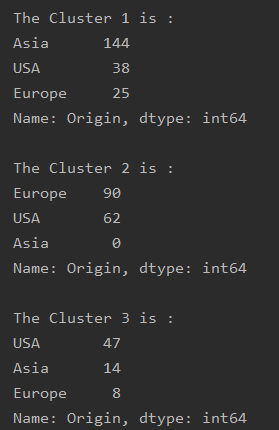 The Cluster 1 is :
Asia      144
USA        38
Europe     25
Name: Origin, dtype: int64

The Cluster 2 is :
Europe    90
USA       62
Asia       0
Name: Origin, dtype: int64

The Cluster 3 is :
USA       47
Asia      14
Europe     8
Name: Origin, dtype: int64